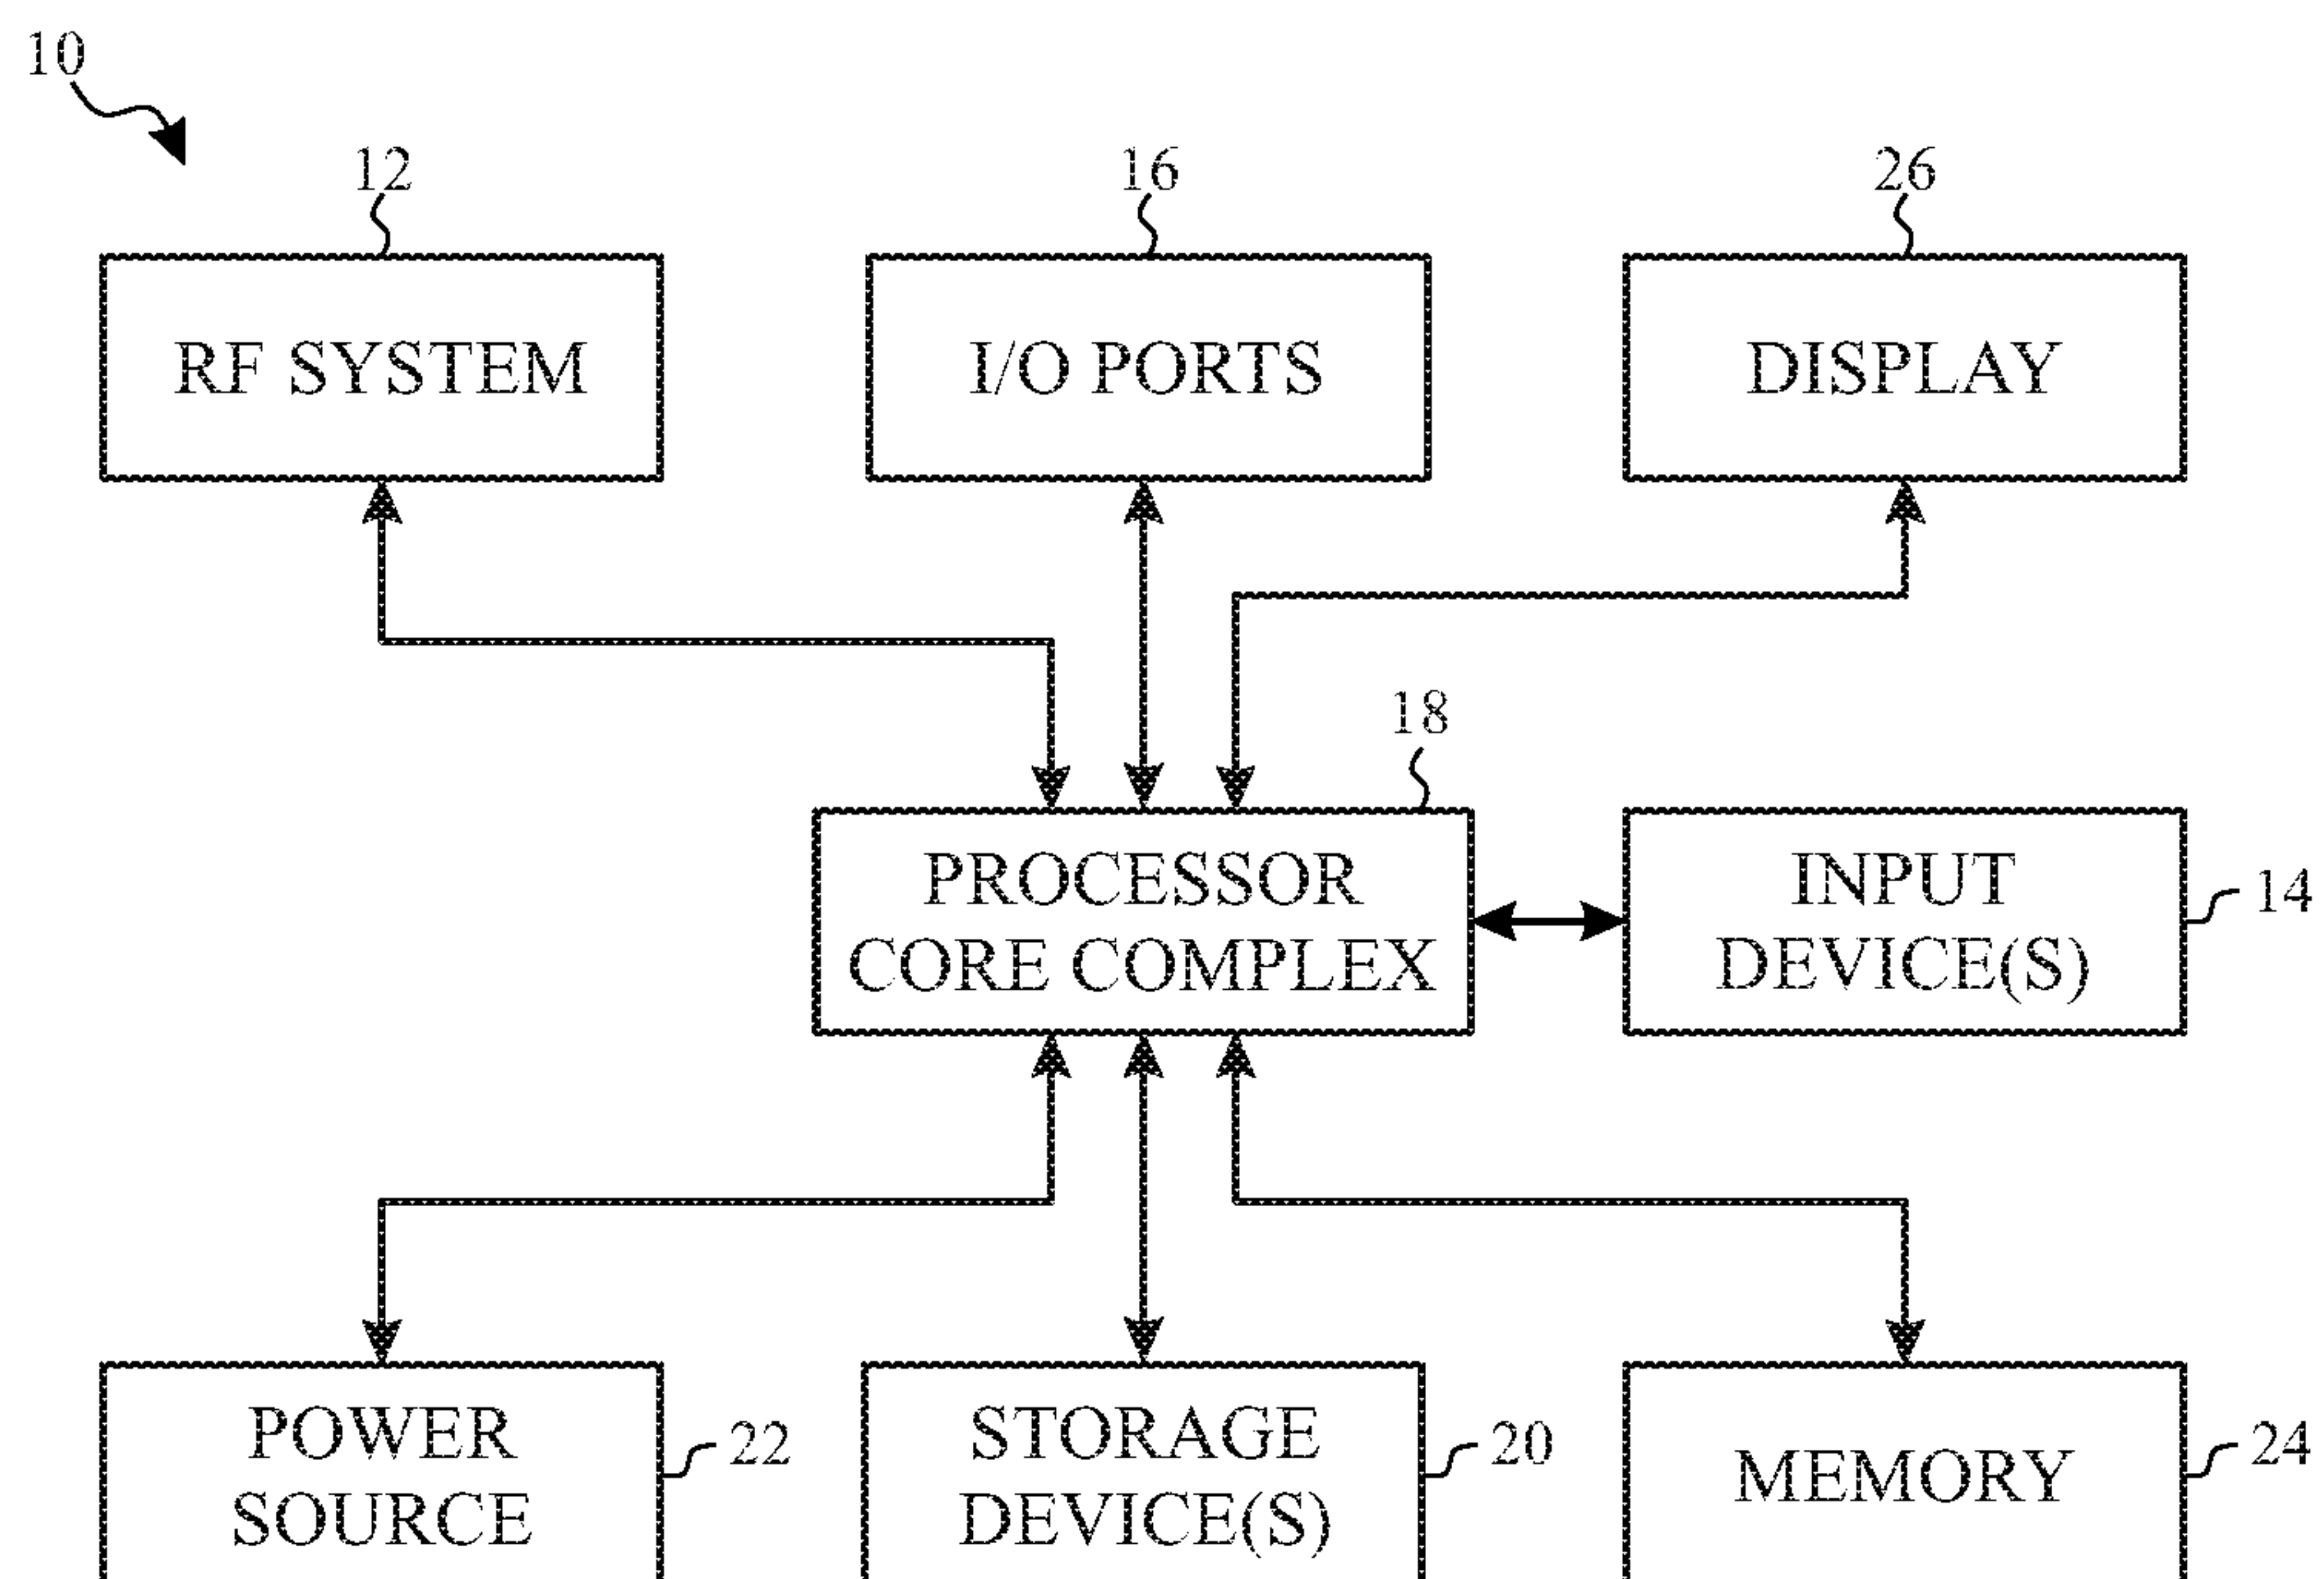 10
12
16
26
RF SYSTEM
I/O PORTS
DISPLAY
18
PROCESSOR
CORE COMPLEX
INPUT
DEVICE(S)
14
POWER
SOURCE
22
STORAGE
DEVICE(S)
20
MEMORY
24